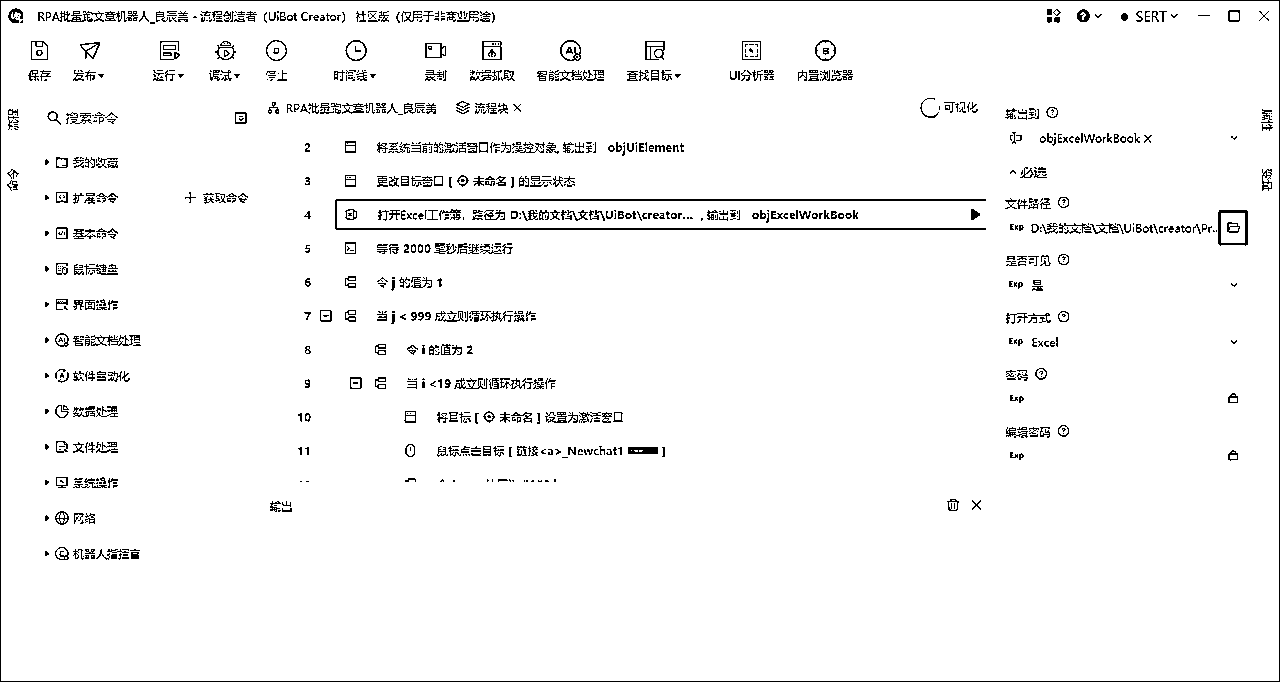 RPA批量跑文章机器人_良辰美 - 流程创造者（UiBot Creator） 社区版（仅用于非商业用途）
SERT
保存 发布 运行 调试 停止 时间线 录制 数据抓取 智能文档处理 查找目标 UI分析器 内置浏览器
搜索命令
我的收藏
扩展命令 获取命令
基本命令
鼠标键盘
界面操作
智能文档处理
软件自动化
数据处理
文件处理
系统操作
网络
机器人指挥官
命令
RPA批量跑文章机器人_良辰美 流程块 可视化
2 将系统当前的激活窗口作为操控对象, 输出到 objUiElement
3 更改目标窗口 [ 未命名 ] 的显示状态
4 打开Excel工作簿，路径为 D:\我的文档\文档\UiBot\creator... , 输出到 objExcelWorkBook
5 等待 2000 毫秒后继续运行
6 令 j 的值为 1
7 当 j < 999 成立则循环执行操作
8 令 i 的值为 2
9 当 i <19 成立则循环执行操作
10 将目标 [ 未命名 ] 设置为激活窗口
11 鼠标点击目标 [ 链接<a>_Newchat1 ]
输出
输出到
objExcelWorkBook
必选
文件路径
Exp D:\我的文档\文档\UiBot\creator\Pr...
是否可见
Exp 是
打开方式
Exp Excel
密码
Exp
编辑密码
Exp
属性